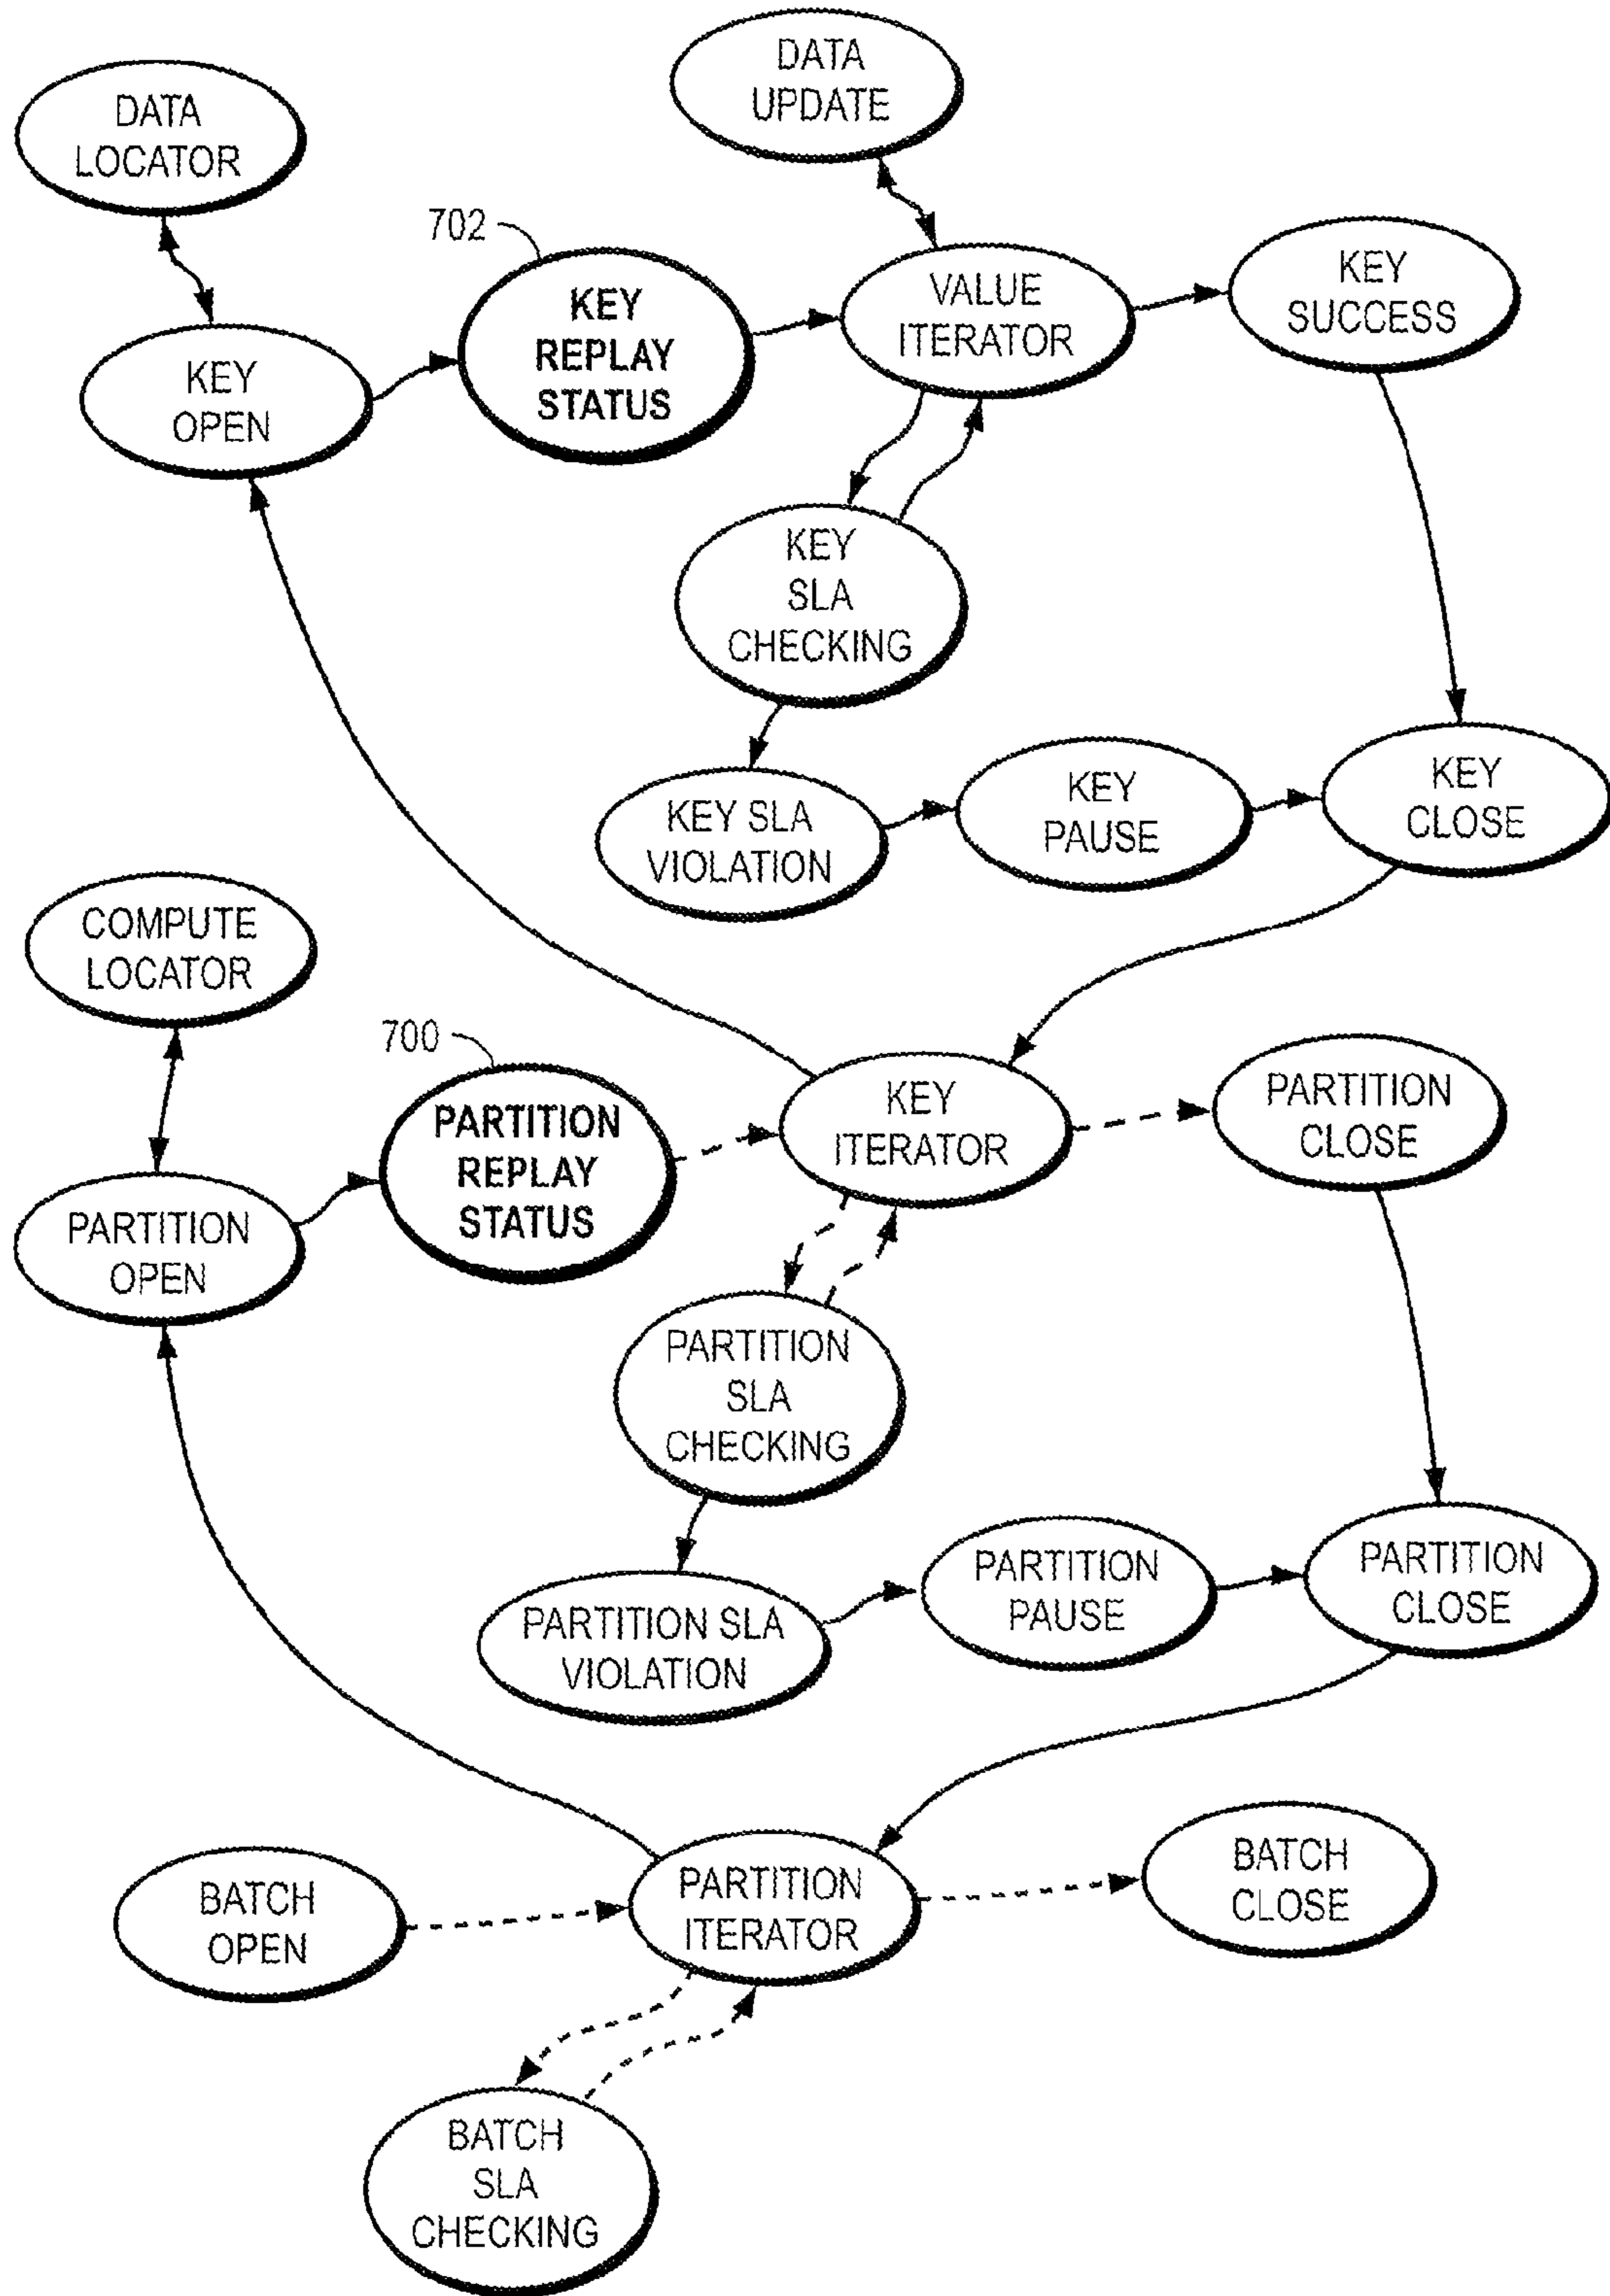 DATA
UPDATE
DATA
LOCATOR
702
KEY
REPLAY
STATUS
VALUE
ITERATOR
KEY
SUCCESS
KEY
OPEN
KEY
SLA
CHECKING
KEY SLA
VIOLATION
KEY
PAUSE
KEY
CLOSE
COMPUTE
LOCATOR
700
PARTITION
REPLAY
STATUS
KEY
ITERATOR
PARTITION
CLOSE
PARTITION
OPEN
PARTITION
SLA
CHECKING
PARTITION SLA
VIOLATION
PARTITION
PAUSE
PARTITION
CLOSE
BATCH
OPEN
PARTITION
ITERATOR
BATCH
CLOSE
BATCH
SLA
CHECKING